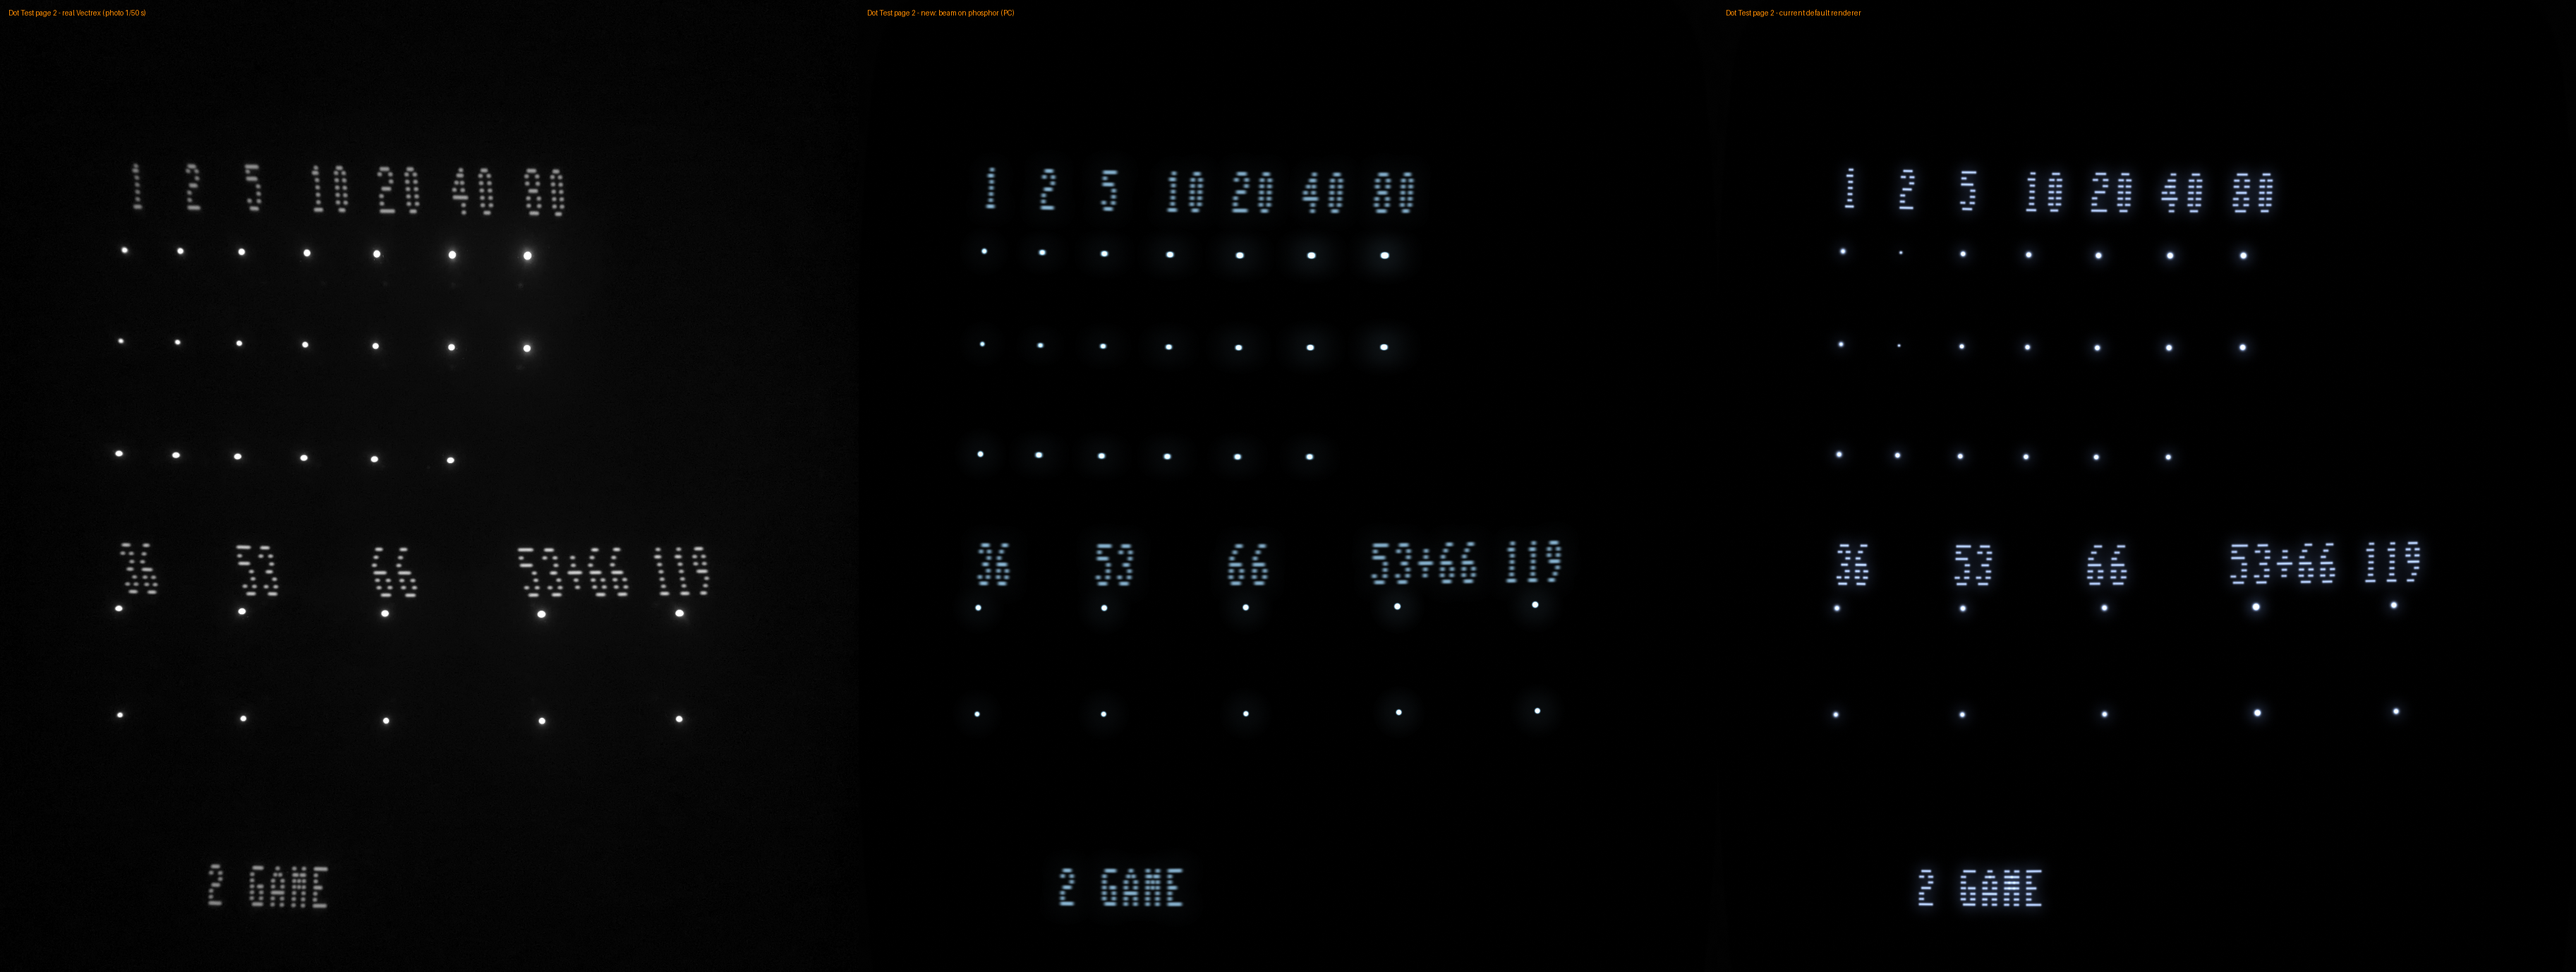 Dot Test page 2 - real Vectrex (photo 1/50 s)
Dot Test page 2 - new: beam on phosphor (PC)
Dot Test page 2 - current default renderer
1 2 5 10 20 40 80
1 2 5 10 20 40 80
1 2 5 10 20 40 80
36 53 66 53+66 119
36 53 66 53+66 119
36 53 66 53+66 119
2 GAME
2 GAME
2 GAME